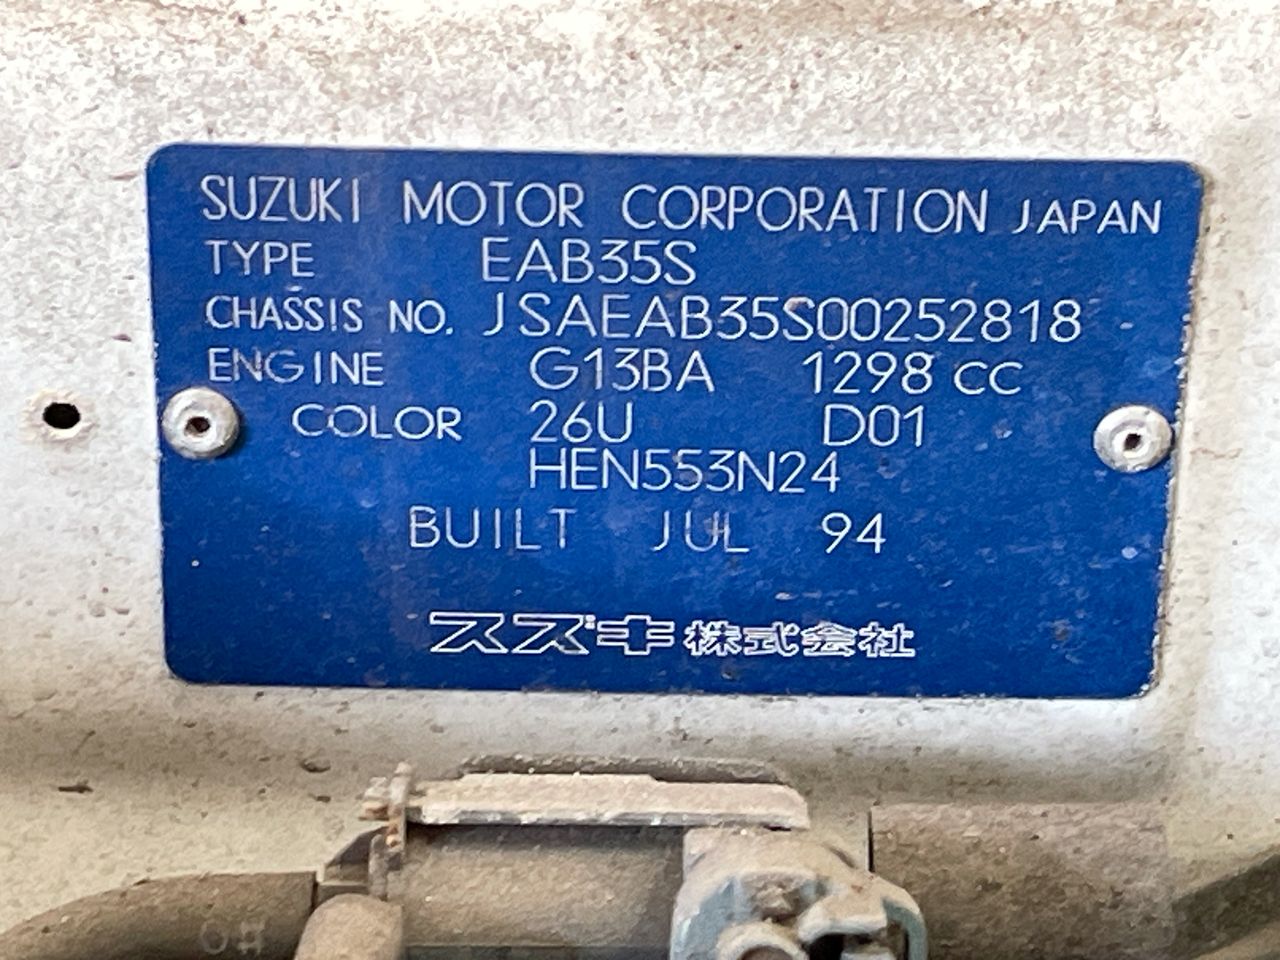 SUZUKI MOTOR CORPORATION JAPAN
TYPE EAB35S
CHASSIS NO. JSAEAB35S00252818
ENGINE G13BA 1298 CC
COLOR 26U D01
HEN553N24
BUILT JUL 94
スズキ株式会社